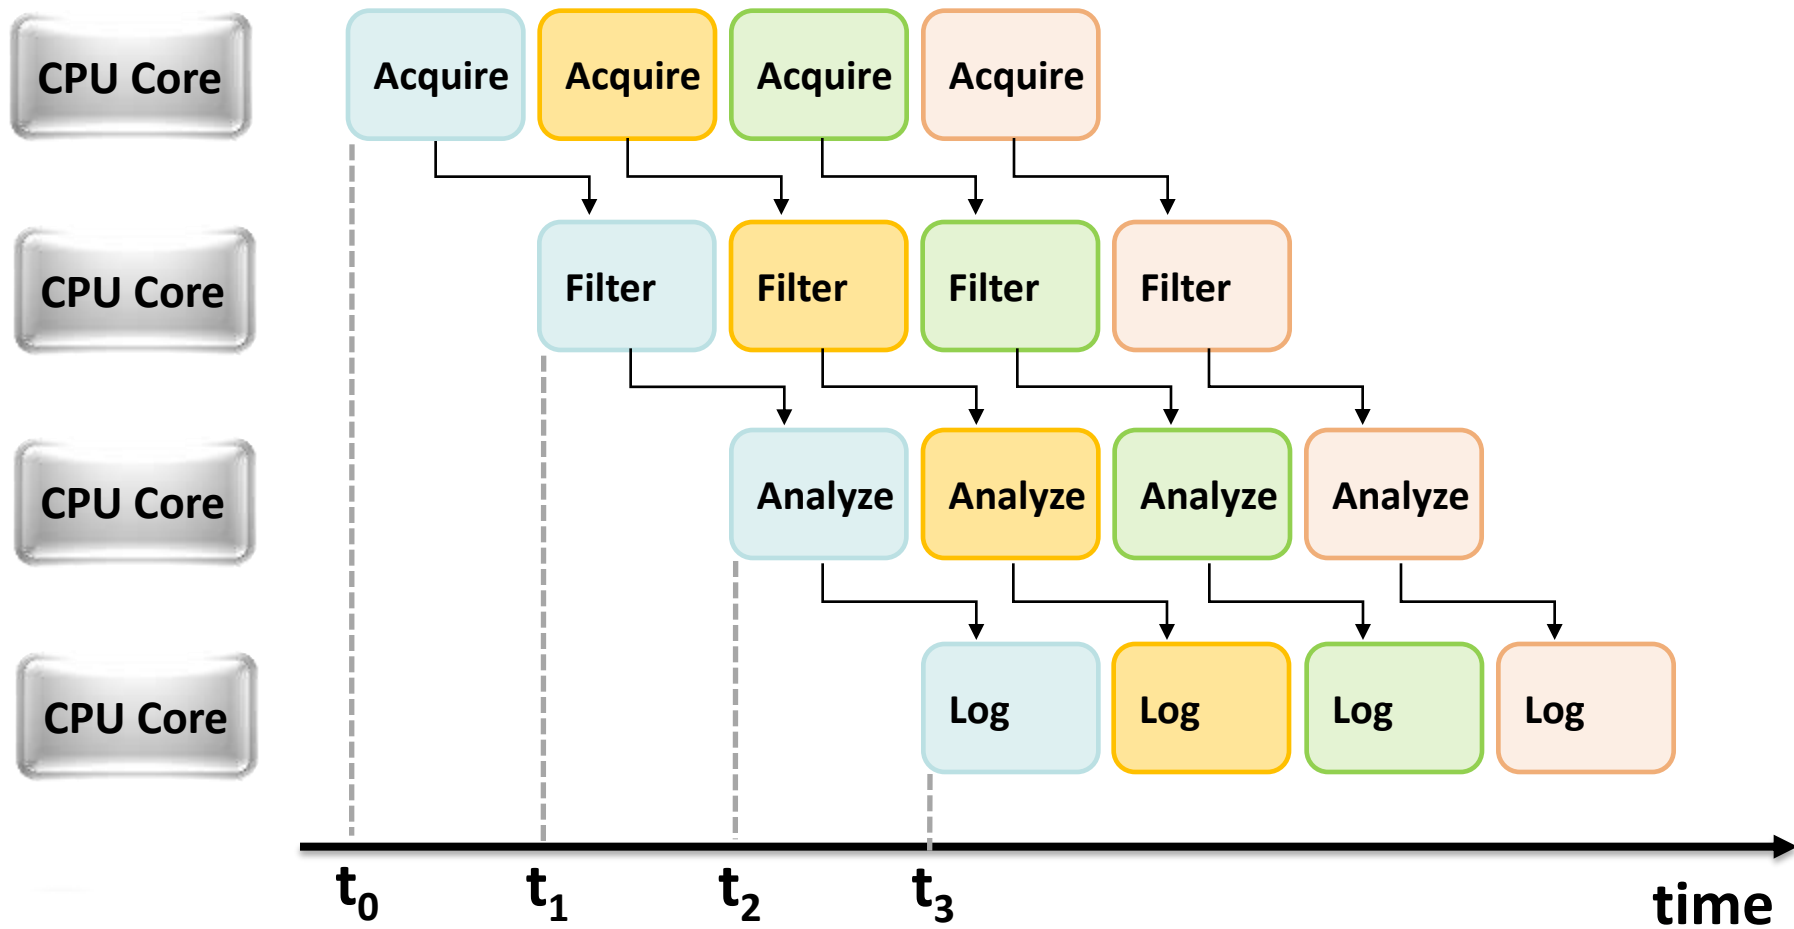 CPU Core Acquire Acquire Acquire Acquire
CPU Core Filter Filter Filter Filter
CPU Core Analyze Analyze Analyze Analyze
CPU Core Log Log Log Log
t0 t1 t2 t3 time